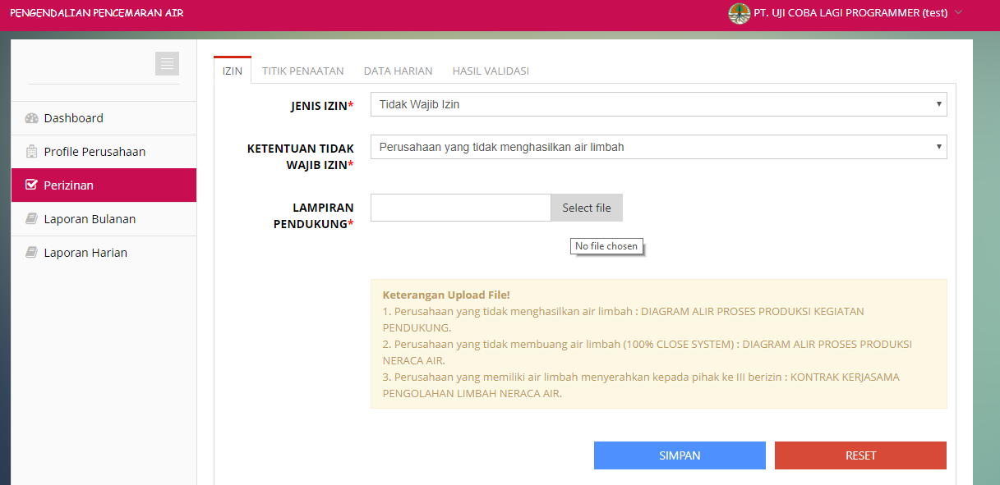 PENGENDALIAN PENCEMARAN AIR
PT. UJI COBA LAGI PROGRAMMER (test)
Dashboard
Profile Perusahaan
Perizinan
Laporan Bulanan
Laporan Harian
IZIN TITIK PENAATAN DATA HARIAN HASIL VALIDASI
JENIS IZIN* Tidak Wajib Izin
KETENTUAN TIDAK
WAJIB IZIN*
Perusahaan yang tidak menghasilkan air limbah
LAMPIRAN
PENDUKUNG*
Select file
No file chosen
Keterangan Upload File!
1. Perusahaan yang tidak menghasilkan air limbah : DIAGRAM ALIR PROSES PRODUKSI KEGIATAN
PENDUKUNG.
2. Perusahaan yang tidak membuang air limbah (100% CLOSE SYSTEM) : DIAGRAM ALIR PROSES PRODUKSI
NERACA AIR.
3. Perusahaan yang memiliki air limbah menyerahkan kepada pihak ke III berizin : KONTRAK KERJASAMA
PENGOLAHAN LIMBAH NERACA AIR.
SIMPAN RESET